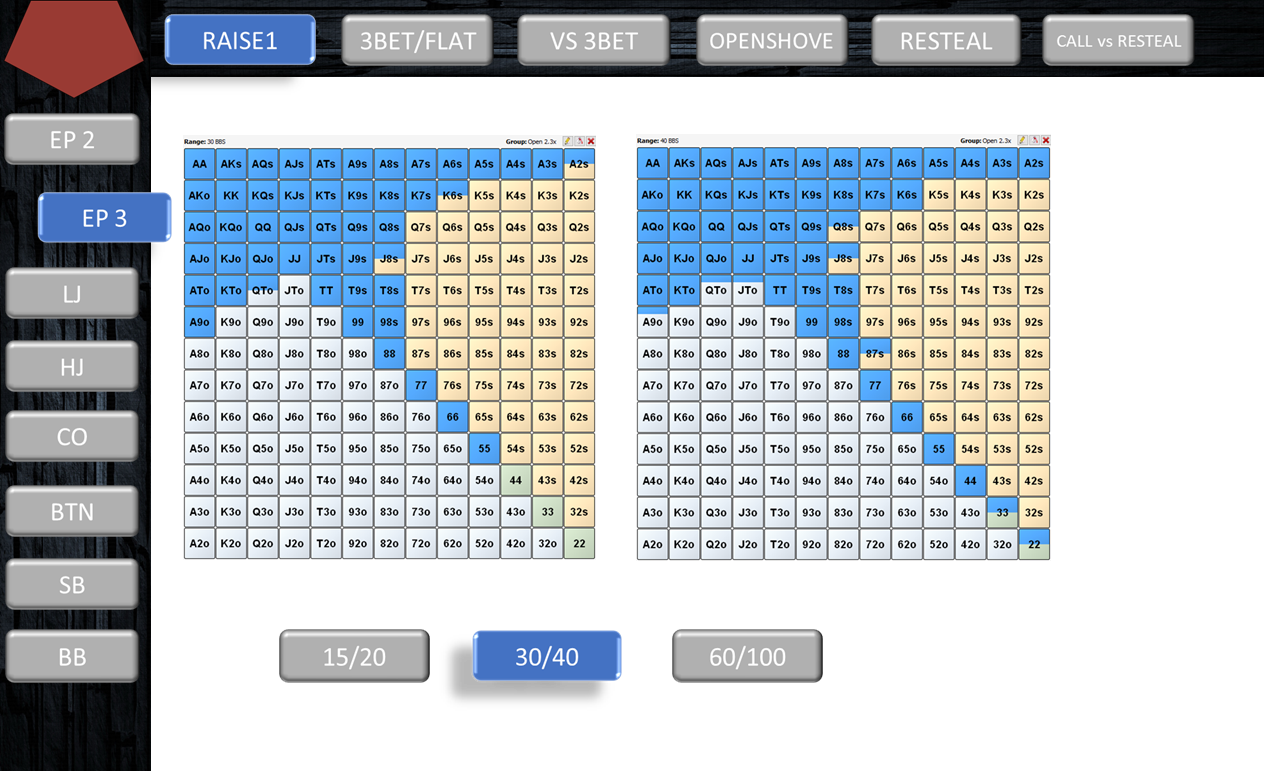 RAISE1 3BET/FLAT VS 3BET OPENSHOVE RESTEAL CALL vs RESTEAL
EP 2
EP 3
LJ
HJ
CO
BTN
SB
BB
Range: 30 BBS Group: Open 2.3x
AA AKs AQs AJs ATs A9s A8s A7s A6s A5s A4s A3s A2s
AKo KK KQs KJs KTs K9s K8s K7s K6s K5s K4s K3s K2s
AQo KQo QQ QJs QTs Q9s Q8s Q7s Q6s Q5s Q4s Q3s Q2s
AJo KJo QJo JJ JTs J9s J8s J7s J6s J5s J4s J3s J2s
ATo KTo QTo JTo TT T9s T8s T7s T6s T5s T4s T3s T2s
A9o K9o Q9o J9o T9o 99 98s 97s 96s 95s 94s 93s 92s
A8o K8o Q8o J8o T8o 98o 88 87s 86s 85s 84s 83s 82s
A7o K7o Q7o J7o T7o 97o 87o 77 76s 75s 74s 73s 72s
A6o K6o Q6o J6o T6o 96o 86o 76o 66 65s 64s 63s 62s
A5o K5o Q5o J5o T5o 95o 85o 75o 65o 55 54s 53s 52s
A4o K4o Q4o J4o T4o 94o 84o 74o 64o 54o 44 43s 42s
A3o K3o Q3o J3o T3o 93o 83o 73o 63o 53o 43o 33 32s
A2o K2o Q2o J2o T2o 92o 82o 72o 62o 52o 42o 32o 22
Range: 40 BBS Group: Open 2.3x
AA AKs AQs AJs ATs A9s A8s A7s A6s A5s A4s A3s A2s
AKo KK KQs KJs KTs K9s K8s K7s K6s K5s K4s K3s K2s
AQo KQo QQ QJs QTs Q9s Q8s Q7s Q6s Q5s Q4s Q3s Q2s
AJo KJo QJo JJ JTs J9s J8s J7s J6s J5s J4s J3s J2s
ATo KTo QTo JTo TT T9s T8s T7s T6s T5s T4s T3s T2s
A9o K9o Q9o J9o T9o 99 98s 97s 96s 95s 94s 93s 92s
A8o K8o Q8o J8o T8o 98o 88 87s 86s 85s 84s 83s 82s
A7o K7o Q7o J7o T7o 97o 87o 77 76s 75s 74s 73s 72s
A6o K6o Q6o J6o T6o 96o 86o 76o 66 65s 64s 63s 62s
A5o K5o Q5o J5o T5o 95o 85o 75o 65o 55 54s 53s 52s
A4o K4o Q4o J4o T4o 94o 84o 74o 64o 54o 44 43s 42s
A3o K3o Q3o J3o T3o 93o 83o 73o 63o 53o 43o 33 32s
A2o K2o Q2o J2o T2o 92o 82o 72o 62o 52o 42o 32o 22
15/20 30/40 60/100